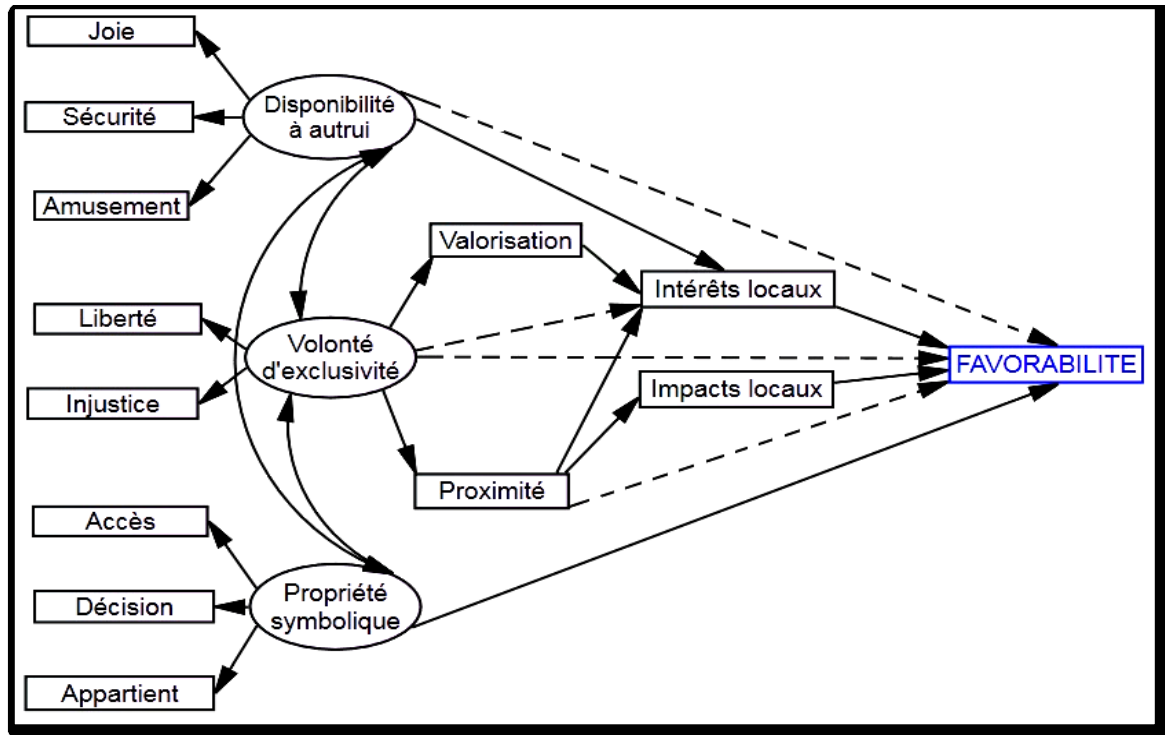 Joie
Disponibilité
à autrui
Sécurité
Amusement
Valorisation
Intérêts locaux
Liberté
Volonté
d'exclusivité
FAVORABILITE
Injustice
Impacts locaux
Proximité
Accès
Propriété
symbolique
Décision
Appartient